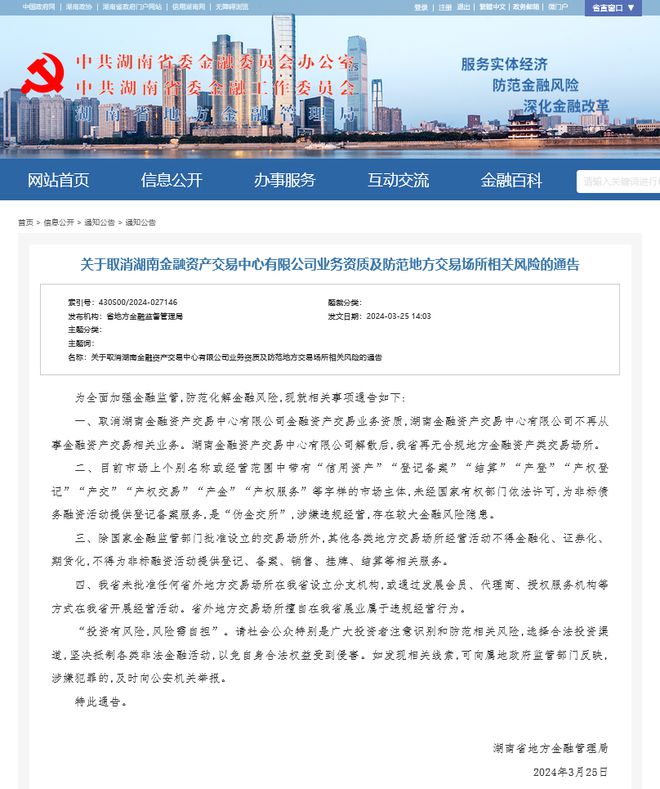 中国政府网 | 湖南政协 | 湖南省政府门户网站 | 信用湖南网 | 无障碍浏览
登录 | 注册 退出 | 繁體中文 | 政务邮箱 | 微门户
省直窗口 ▼
中共湖南省委金融委员会办公室
中共湖南省委金融工作委员会
湖南省地方金融管理局
服务实体经济
防范金融风险
深化金融改革
网站首页 信息公开 办事服务 互动交流 金融百科
请输入关键词进行
首页 > 信息公开 > 通知公告 > 通知公告
关于取消湖南金融资产交易中心有限公司业务资质及防范地方交易场所相关风险的通告
索引号：430S00/2024-027146 题裁分类：
发布机构：省地方金融监督管理局 发文日期：2024-03-25 14:03
主题分类：
主题词：
名称：关于取消湖南金融资产交易中心有限公司业务资质及防范地方交易场所相关风险的通告
为全面加强金融监管,防范化解金融风险,现就相关事项通告如下:
一、取消湖南金融资产交易中心有限公司金融资产交易业务资质,湖南金融资产交易中心有限公司不再从
事金融资产交易相关业务。湖南金融资产交易中心有限公司解散后,我省再无合规地方金融资产类交易场所。
二、目前市场上个别名称或经营范围中带有“信用资产”“登记备案”“结算”“产登”“产权登
记”“产交”“产权交易”“产金”“产权服务”等字样的市场主体,未经国家有权部门依法许可,为非标债
务融资活动提供登记备案服务,是“伪金交所”,涉嫌违规经营,存在较大金融风险隐患。
三、除国家金融监管部门批准设立的交易场所外,其他各类地方交易场所经营活动不得金融化、证券化、
期货化,不得为非标融资活动提供登记、备案、销售、挂牌、结算等相关服务。
四、我省未批准任何省外地方交易场所在我省设立分支机构,或通过发展会员、代理商、授权服务机构等
方式在我省开展经营活动。省外地方交易场所擅自在我省展业属于违规经营行为。
“投资有风险,风险需自担”。请社会公众特别是广大投资者注意识别和防范相关风险,选择合法投资渠
道,坚决抵制各类非法金融活动,以免自身合法权益受到侵害。如发现相关线索,可向属地政府监管部门反映,
涉嫌犯罪的,及时向公安机关举报。
特此通告。
湖南省地方金融管理局
2024年3月25日